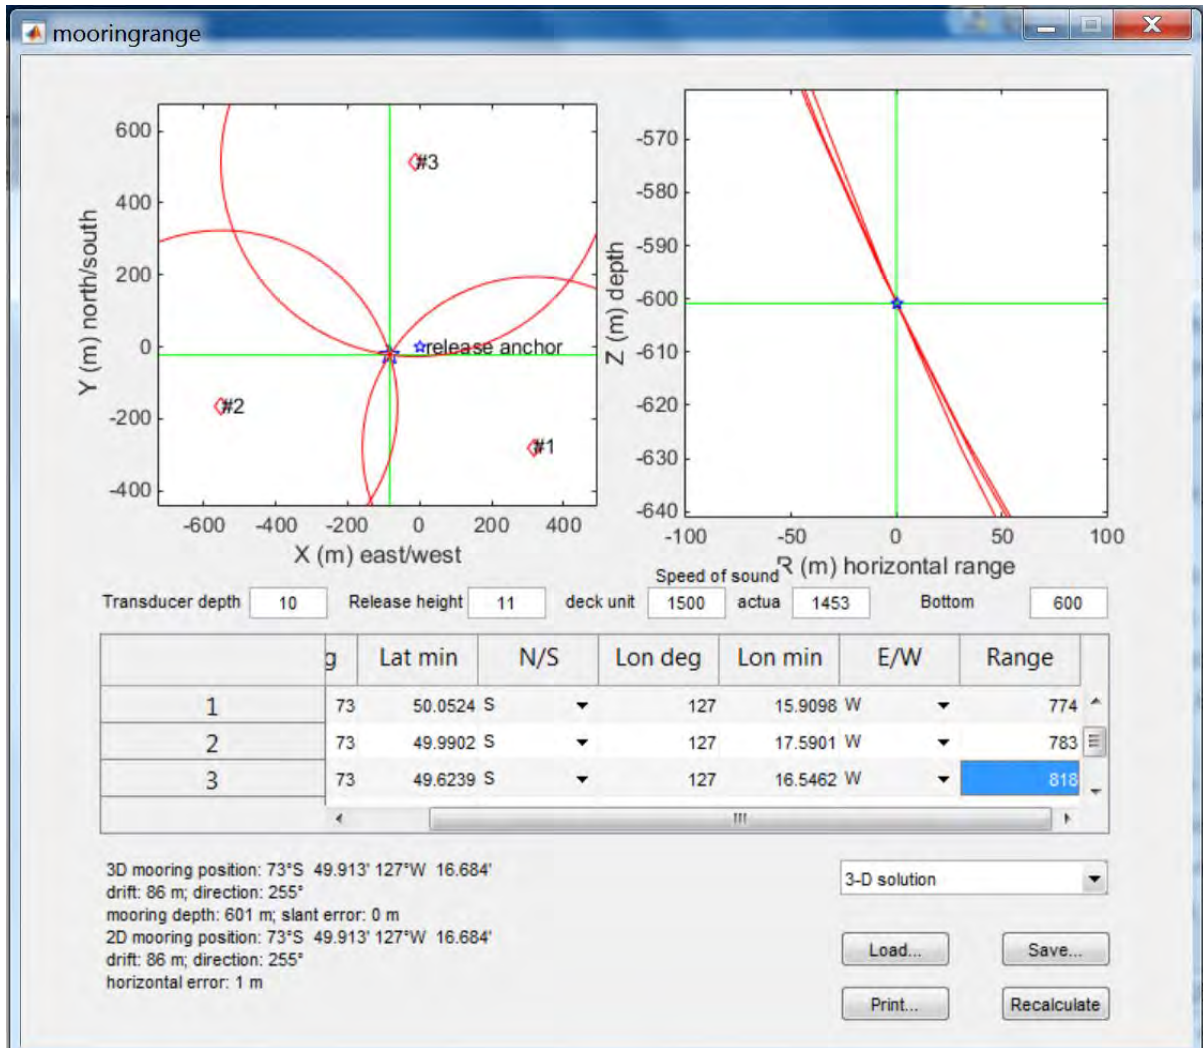 mooringrange
600
400
200
0
-200
-400
-600 -400 -200 0 200 400
Y (m) north/south
X (m) east/west
#3
release anchor
#2
#1
-570
-580
-590
-600
-610
-620
-630
-640
-100 -50 0 50 100
Z (m) depth
R (m) horizontal range
Speed of sound
Transducer depth 10 Release height 11 deck unit 1500 actua 1453 Bottom 600
g Lat min N/S Lon deg Lon min E/W Range
1 73 50.0524 S 127 15.9098 W 774
2 73 49.9902 S 127 17.5901 W 783
3 73 49.6239 S 127 16.5462 W 818
3D mooring position: 73°S 49.913' 127°W 16.684'
drift: 86 m; direction: 255°
mooring depth: 601 m; slant error: 0 m
2D mooring position: 73°S 49.913' 127°W 16.684'
drift: 86 m; direction: 255°
horizontal error: 1 m
3-D solution
Load... Save...
Print... Recalculate